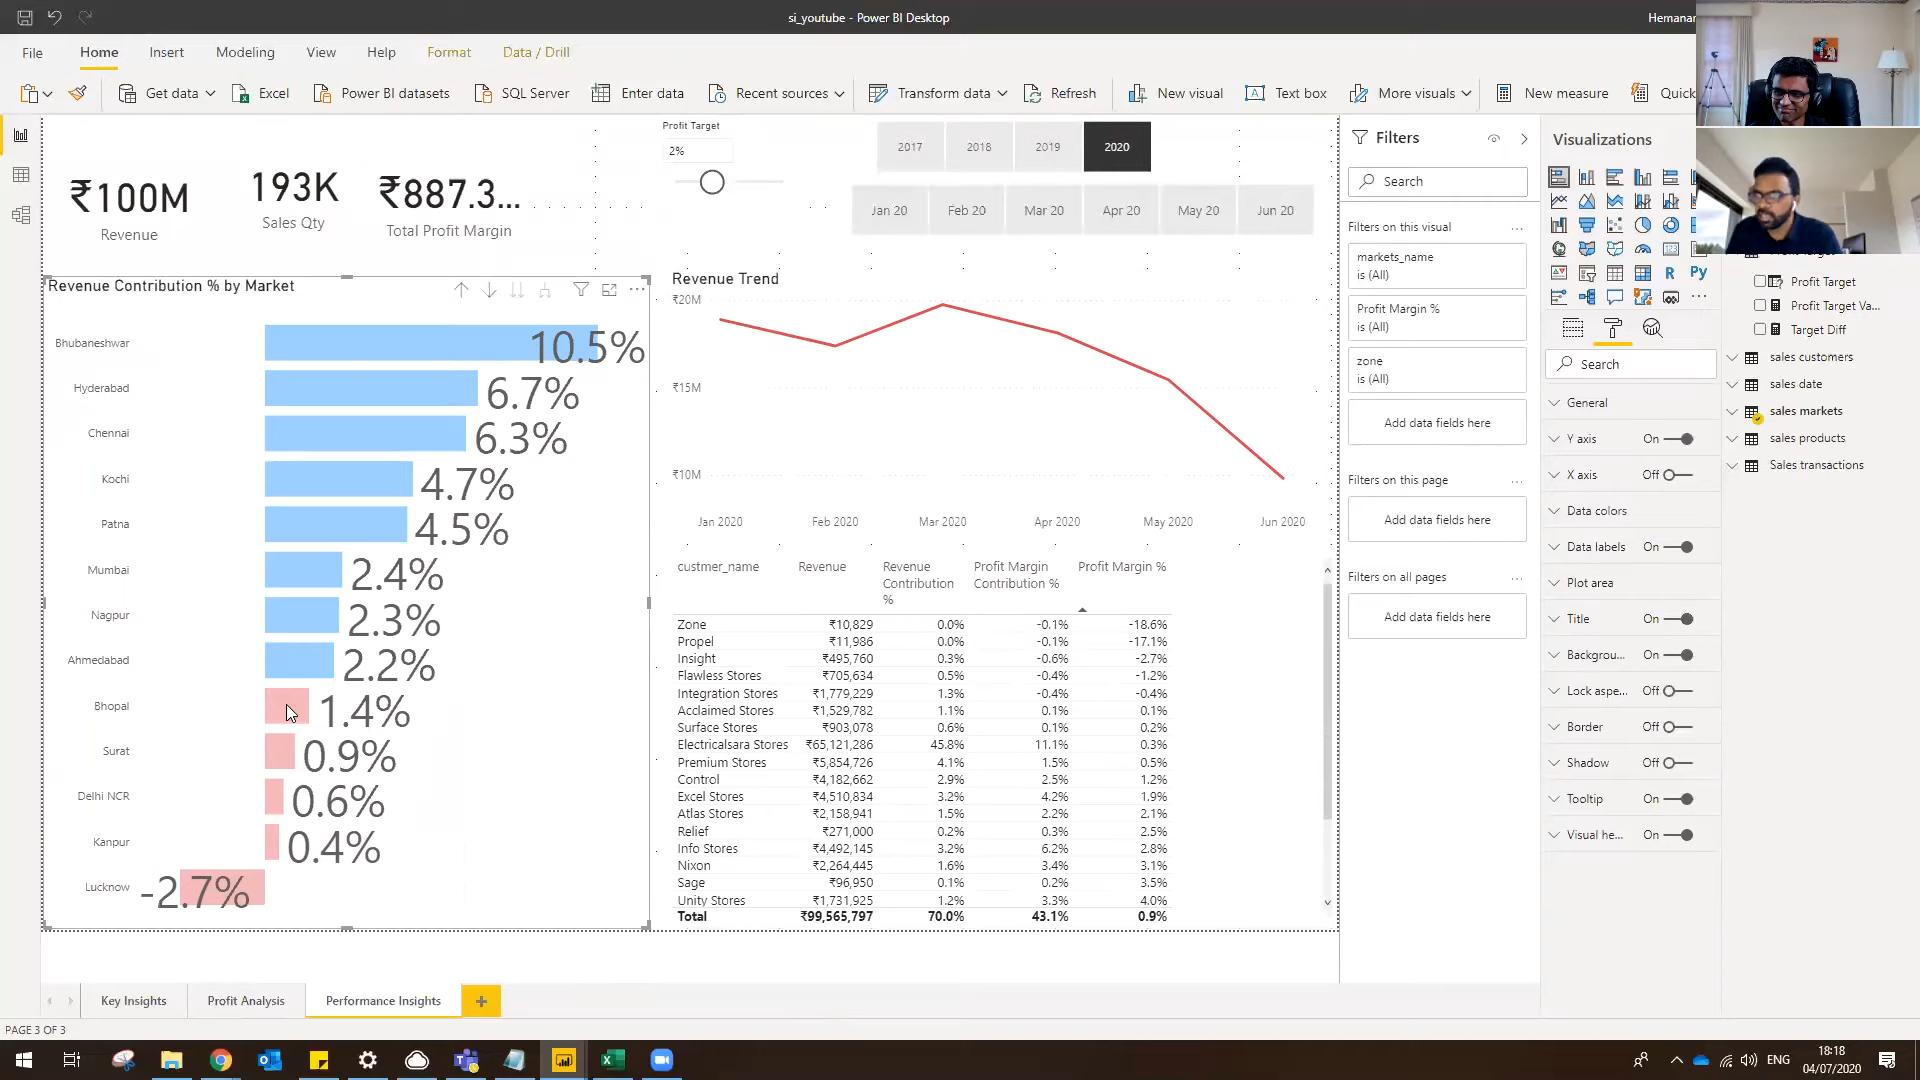 si_youtube - Power BI Desktop
Heman
File Home Insert Modeling View Help Format Data / Drill
Get data Excel Power BI datasets SQL Server Enter data Recent sources Transform data Refresh New visual Text box More visuals New measure Quick
Profit Target
2%
2017 2018 2019 2020
Jan 20 Feb 20 Mar 20 Apr 20 May 20 Jun 20
₹100M
Revenue
193K
Sales Qty
₹887.3...
Total Profit Margin
Revenue Contribution % by Market
Bhubaneshwar 10.5%
Hyderabad 6.7%
Chennai 6.3%
Kochi 4.7%
Patna 4.5%
Mumbai 2.4%
Nagpur 2.3%
Ahmedabad 2.2%
Bhopal 1.4%
Surat 0.9%
Delhi NCR 0.6%
Kanpur 0.4%
Lucknow -2.7%
Revenue Trend
₹20M
₹15M
₹10M
Jan 2020 Feb 2020 Mar 2020 Apr 2020 May 2020 Jun 2020
custmer_name Revenue Revenue Contribution % Profit Margin Contribution % Profit Margin %
Zone ₹10,829 0.0% -0.1% -18.6%
Propel ₹11,986 0.0% -0.1% -17.1%
Insight ₹495,760 0.3% -0.6% -2.7%
Flawless Stores ₹705,634 0.5% -0.4% -1.2%
Integration Stores ₹1,779,229 1.3% -0.4% -0.4%
Acclaimed Stores ₹1,529,782 1.1% 0.1% 0.1%
Surface Stores ₹903,078 0.6% 0.1% 0.2%
Electricalsara Stores ₹65,121,286 45.8% 11.1% 0.3%
Premium Stores ₹5,854,726 4.1% 1.5% 0.5%
Control ₹4,182,662 2.9% 2.5% 1.2%
Excel Stores ₹4,510,834 3.2% 4.2% 1.9%
Atlas Stores ₹2,158,941 1.5% 2.2% 2.1%
Relief ₹271,000 0.2% 0.3% 2.5%
Info Stores ₹4,492,145 3.2% 6.2% 2.8%
Nixon ₹2,264,445 1.6% 3.4% 3.1%
Sage ₹96,950 0.1% 0.2% 3.5%
Unity Stores ₹1,731,925 1.2% 3.3% 4.0%
Total ₹99,565,797 70.0% 43.1% 0.9%
Filters
Search
Filters on this visual ...
markets_name
is (All)
Profit Margin %
is (All)
zone
is (All)
Add data fields here
Filters on this page ...
Add data fields here
Filters on all pages ...
Add data fields here
Visualizations
R Py
...
Search
General
Y axis On
X axis Off
Data colors
Data labels On
Plot area
Title On
Backgrou... On
Lock aspe... Off
Border Off
Shadow Off
Tooltip On
Visual he... On
Profit Target
Profit Target Va...
Target Diff
sales customers
sales date
sales markets
sales products
Sales transactions
Key Insights Profit Analysis Performance Insights +
PAGE 3 OF 3
ENG
18:18
04/07/2020